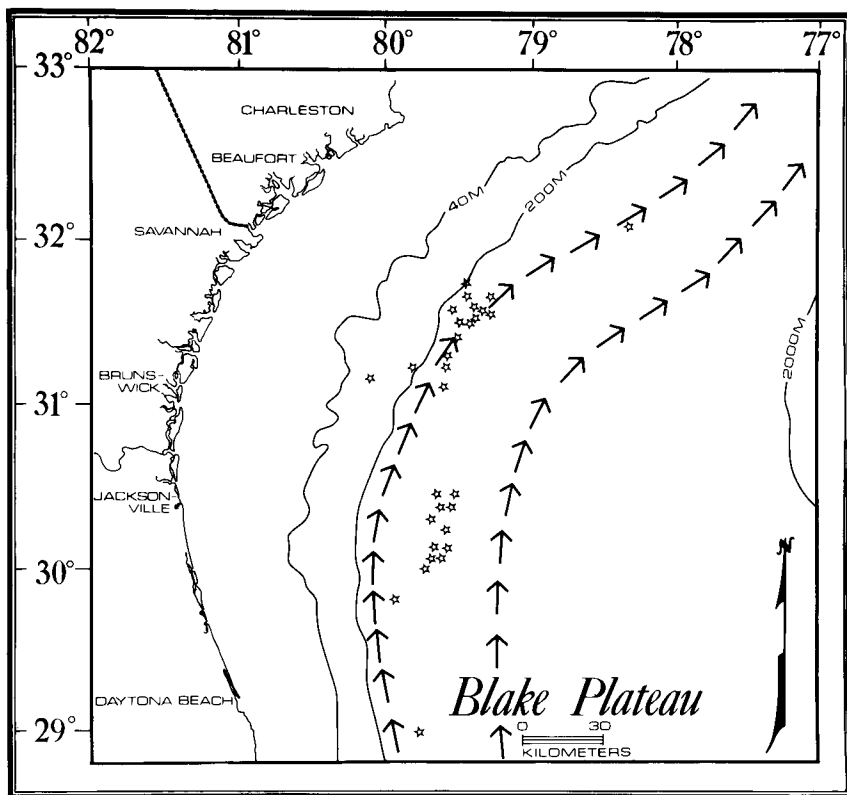 82° 81° 80° 79° 78° 77°
33°
CHARLESTON
BEAUFORT
40M
200M
32°
SAVANNAH
2000M
BRUNS-
WICK
31°
JACKSON-
VILLE
30°
N
DAYTONA BEACH
Blake Plateau
29°
0 30
KILOMETERS